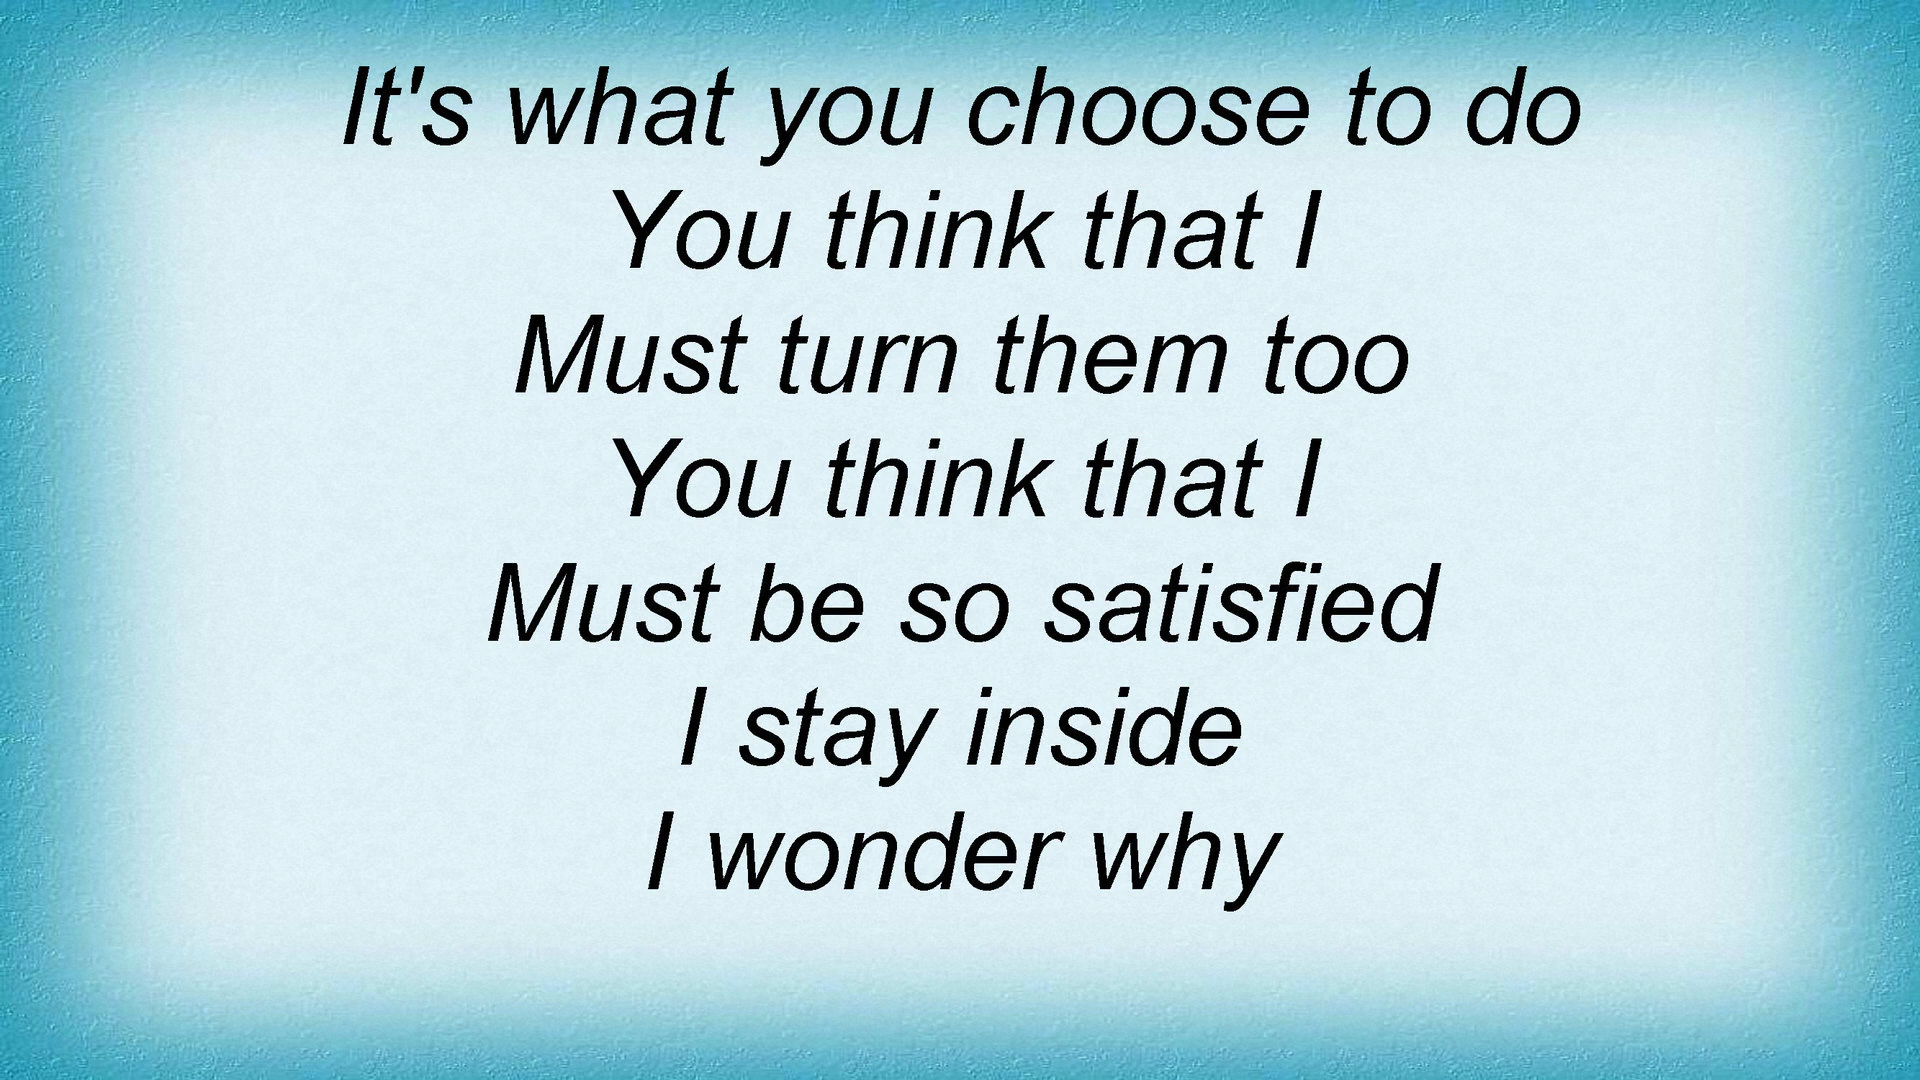 It's what you choose to do
You think that I
Must turn them too
You think that I
Must be so satisfied
I stay inside
I wonder why